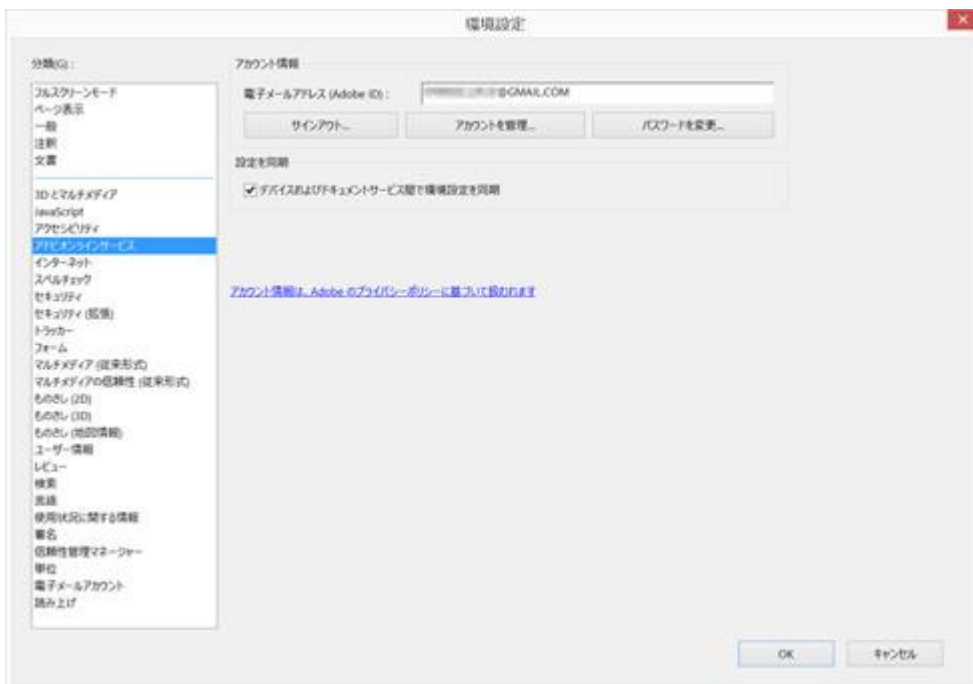 環境設定
分類(G):
フルスクリーンモード
ページ表示
一般
注釈
文書
3D とマルチメディア
JavaScript
アクセシビリティ
アドビオンラインサービス
インターネット
スペルチェック
セキュリティ
セキュリティ (拡張)
トラッカー
フォーム
マルチメディア (従来形式)
マルチメディアの信頼性 (従来形式)
ものさし (2D)
ものさし (3D)
ものさし (地図情報)
ユーザー情報
レビュー
検索
言語
使用状況に関する情報
署名
信頼性管理マネージャー
単位
電子メールアカウント
読み上げ
アカウント情報
電子メールアドレス (Adobe ID) :
@GMAIL.COM
サインアウト...
アカウントを管理...
パスワードを変更...
設定を同期
デバイスおよびドキュメントサービス間で環境設定を同期
アカウント情報は、Adobe のプライバシーポリシーに基づいて扱われます
OK
キャンセル